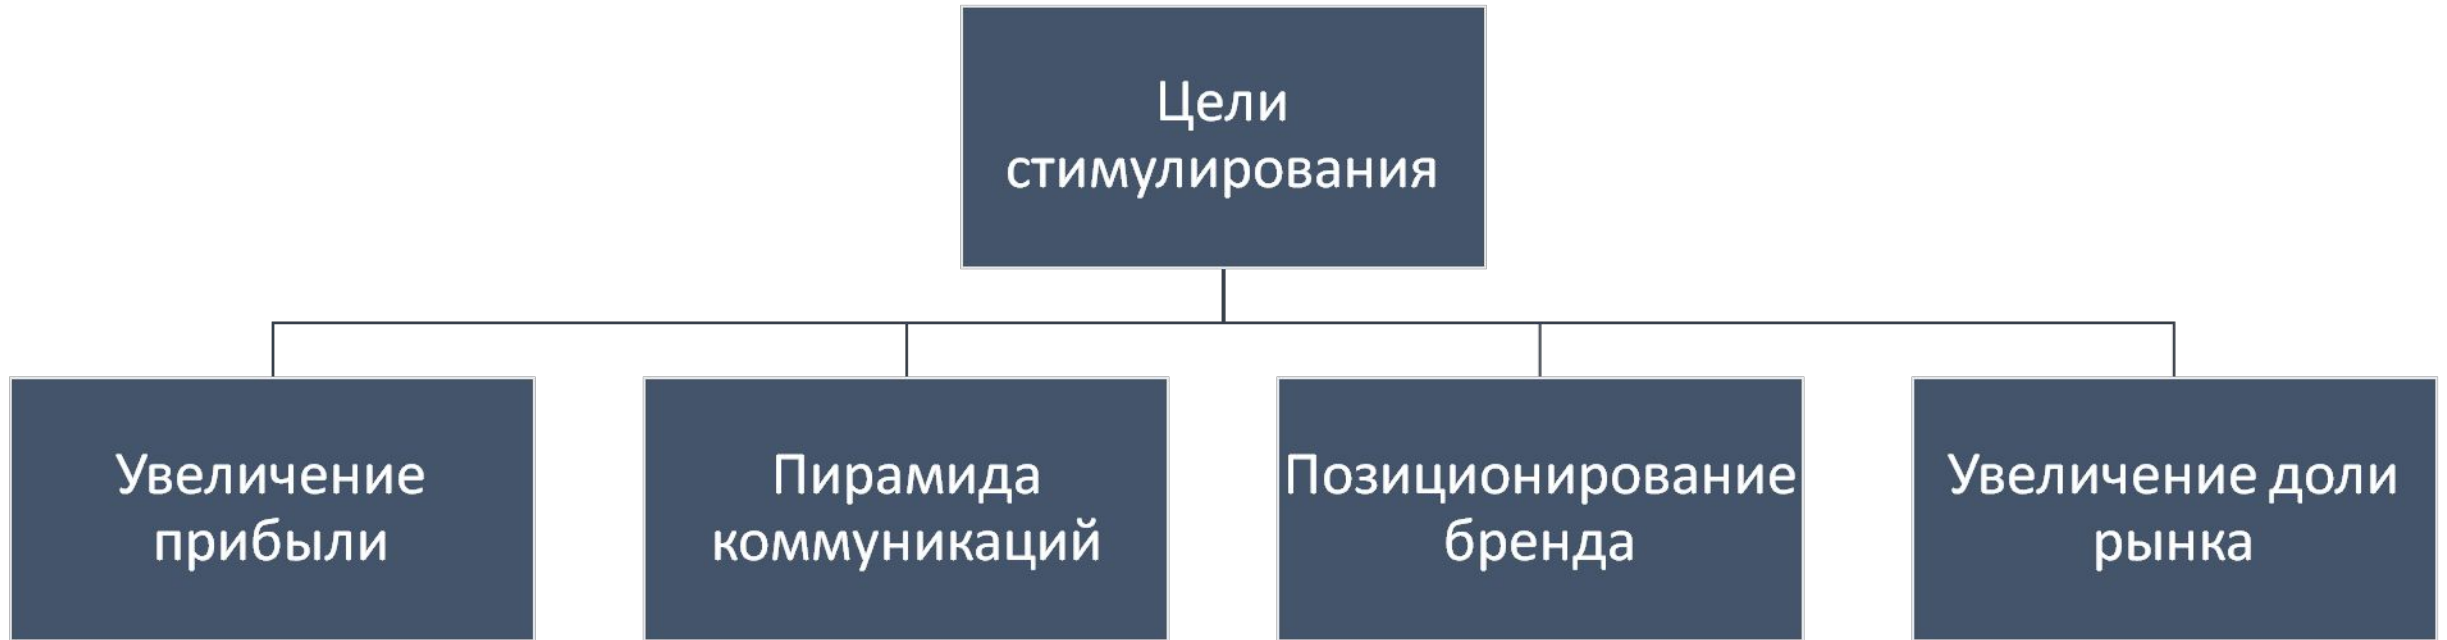 Цели
стимулирования
Увеличение
прибыли
Пирамида
коммуникаций
Позиционирование
бренда
Увеличение доли
рынка